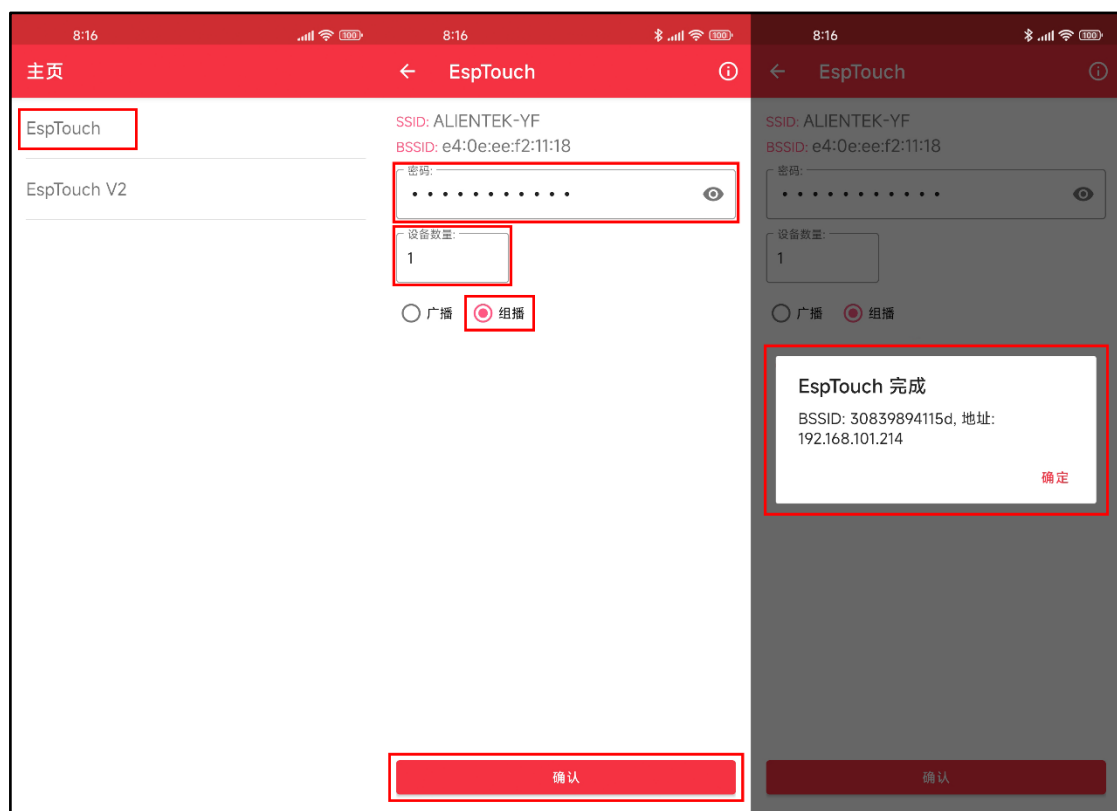 8:16
100
主页
EspTouch
EspTouch V2
8:16
100
EspTouch
SSID: ALIENTEK-YF
BSSID: e4:0e:ee:f2:11:18
密码:
设备数量:
1
广播 组播
确认
8:16
100
EspTouch
SSID: ALIENTEK-YF
BSSID: e4:0e:ee:f2:11:18
密码:
设备数量:
1
广播 组播
EspTouch 完成
BSSID: 30839894115d, 地址:
192.168.101.214
确定
确认